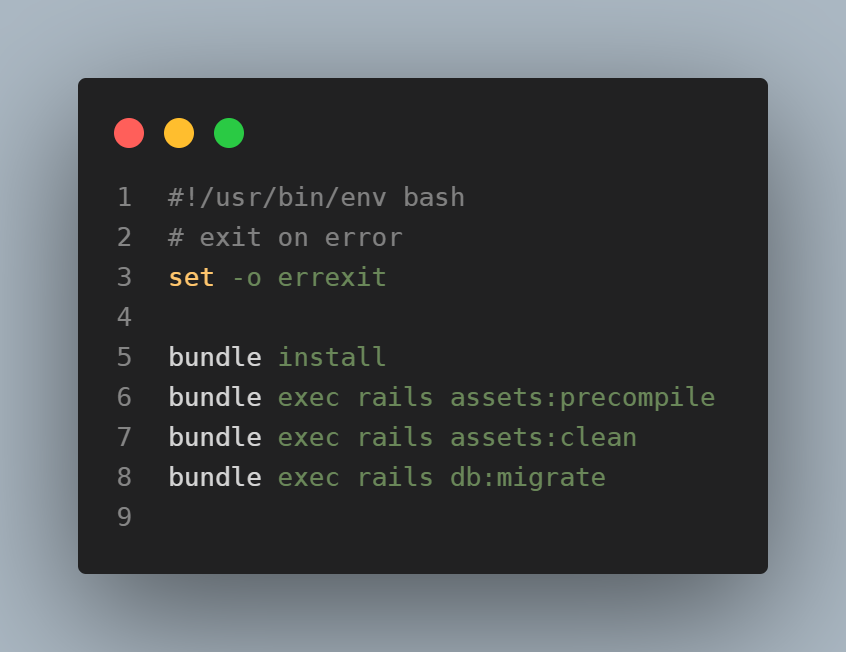 1 #!/usr/bin/env bash
2 # exit on error
3 set -o errexit
4
5 bundle install
6 bundle exec rails assets:precompile
7 bundle exec rails assets:clean
8 bundle exec rails db:migrate
9